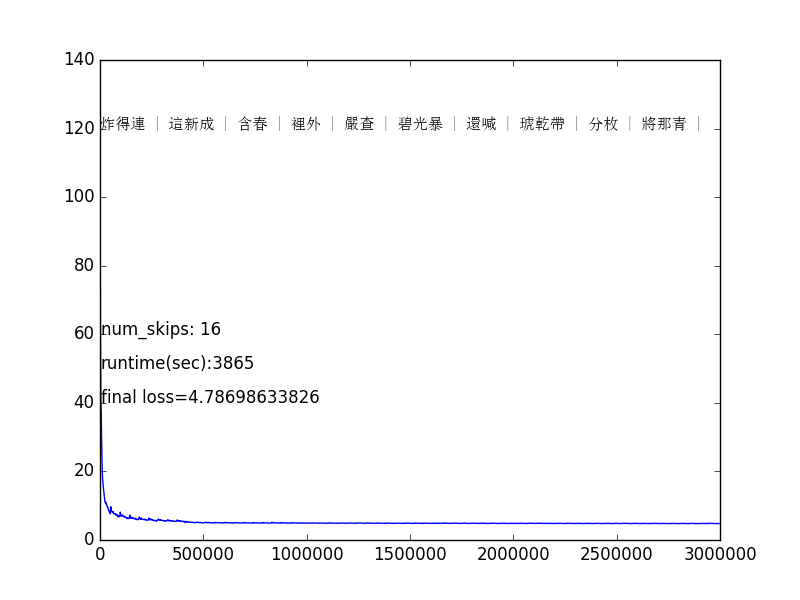 140
120
炸得連 | 這新成 | 含春 | 裡外 | 嚴查 | 碧光暴 | 還喊 | 琥乾帶 | 分枚 | 將那青 |
100
80
60
num_skips: 16
runtime(sec):3865
40
final loss=4.78698633826
20
0
0 500000 1000000 1500000 2000000 2500000 3000000